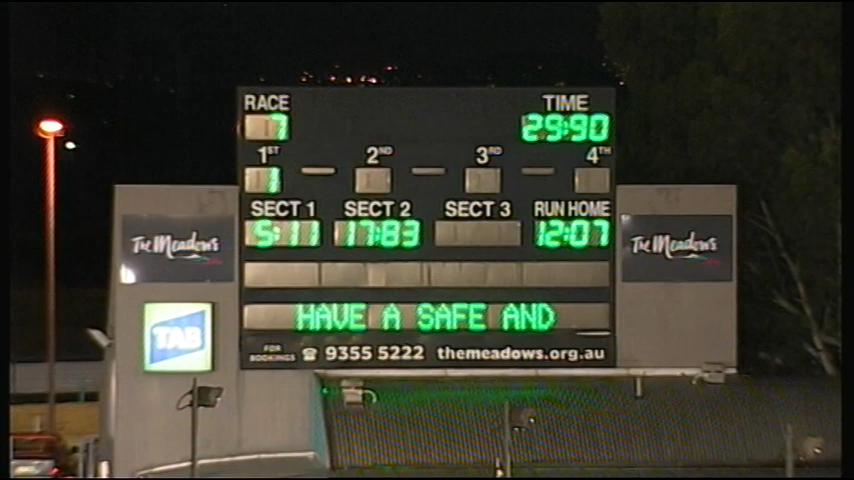 RACE TIME
7 29:90
1ST 2ND 3RD 4TH
1
SECT 1 SECT 2 SECT 3 RUN HOME
5:11 17:83 12:07
The Meadows The Meadows
HAVE A SAFE AND
TAB
FOR BOOKINGS ☎ 9355 5222 themeadows.org.au